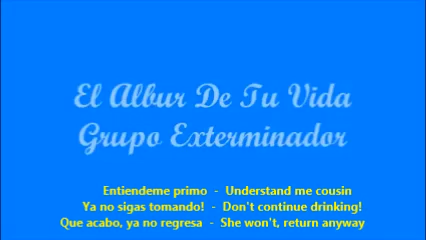 El Albur De Tu Vida
Grupo Exterminador
Entiendeme primo - Understand me cousin
Ya no sigas tomando! - Don't continue drinking!
Que acabo, ya no regresa - She won't, return anyway